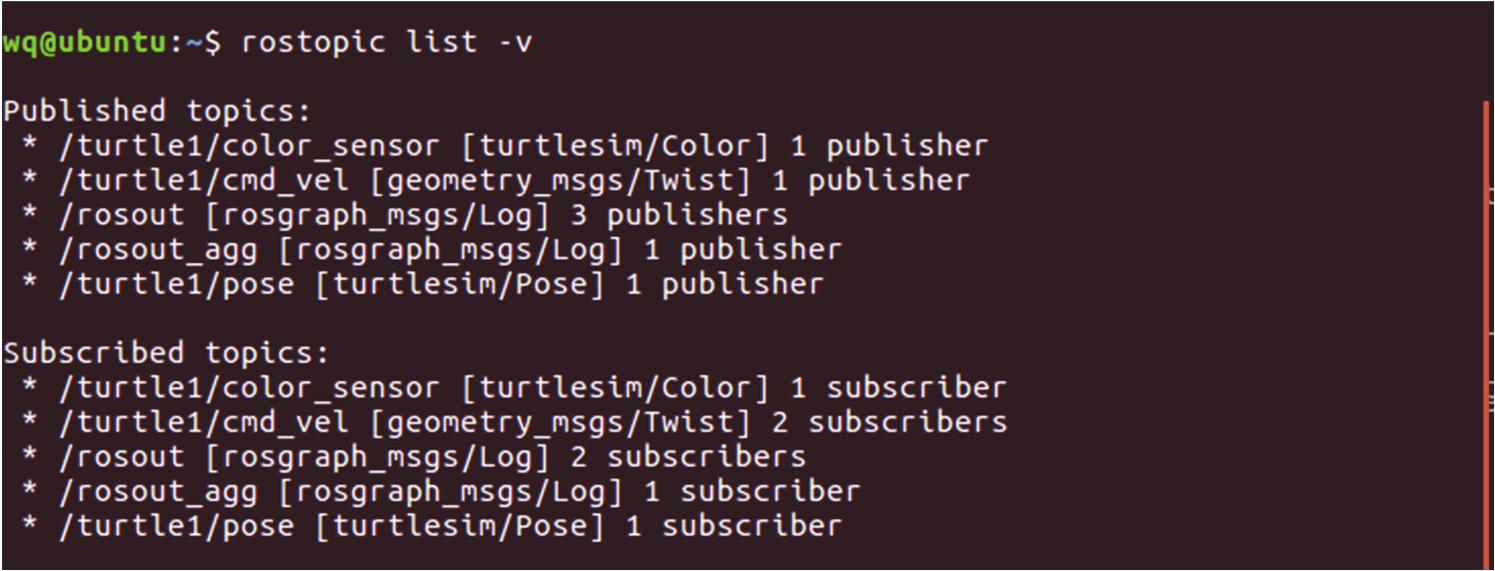 wq@ubuntu:~$ rostopic list -v
Published topics:
* /turtle1/color_sensor [turtlesim/Color] 1 publisher
* /turtle1/cmd_vel [geometry_msgs/Twist] 1 publisher
* /rosout [rosgraph_msgs/Log] 3 publishers
* /rosout_agg [rosgraph_msgs/Log] 1 publisher
* /turtle1/pose [turtlesim/Pose] 1 publisher
Subscribed topics:
* /turtle1/color_sensor [turtlesim/Color] 1 subscriber
* /turtle1/cmd_vel [geometry_msgs/Twist] 2 subscribers
* /rosout [rosgraph_msgs/Log] 2 subscribers
* /rosout_agg [rosgraph_msgs/Log] 1 subscriber
* /turtle1/pose [turtlesim/Pose] 1 subscriber